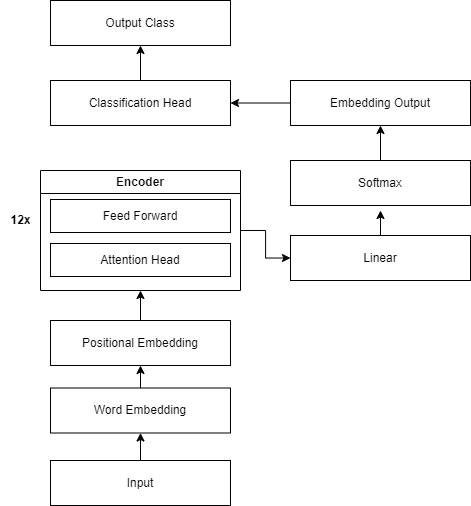 Output Class
Classification Head
Embedding Output
Encoder
Softmax
12x
Feed Forward
Attention Head
Linear
Positional Embedding
Word Embedding
Input